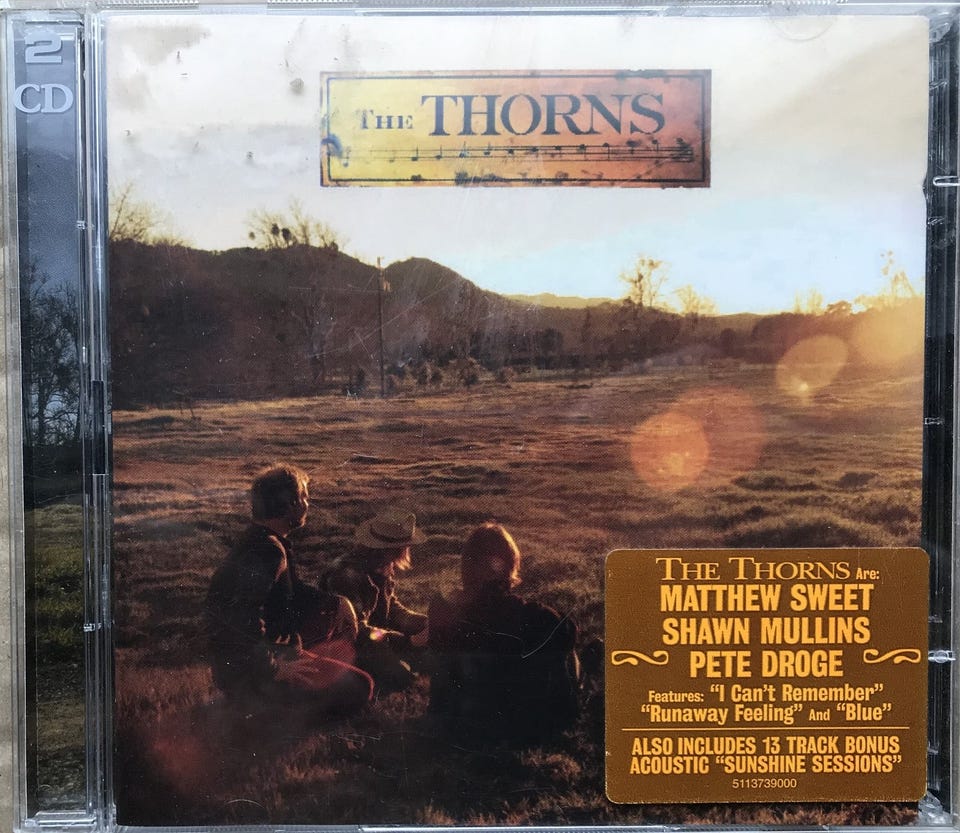 2
CD
The THORNS
The Thorns Are:
MATTHEW SWEET
SHAWN MULLINS
PETE DROGE
Features: "I Can't Remember"
"Runaway Feeling" And "Blue"
ALSO INCLUDES 13 TRACK BONUS
ACOUSTIC "SUNSHINE SESSIONS"
5113739000